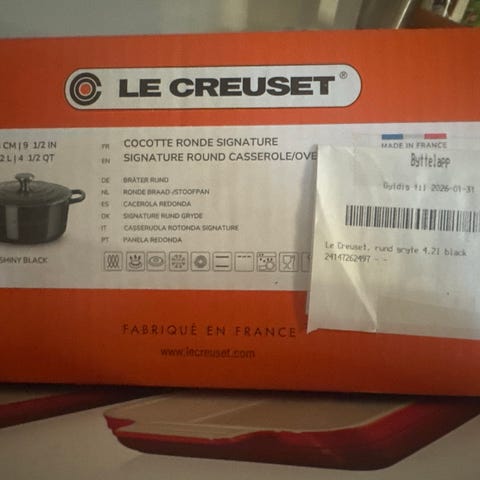 LE CREUSET®
CM | 9 1/2 IN
2 L | 4 1/2 QT
FR COCOTTE RONDE SIGNATURE
EN SIGNATURE ROUND CASSEROLE/OVE
DE BRÄTER RUND
NL RONDE BRAAD-/STOOFPAN
ES CACEROLA REDONDA
DK SIGNATURE RUND GRYDE
IT CASSERUOLA ROTONDA SIGNATURE
PT PANELA REDONDA
SHINY BLACK
MADE IN FRANCE
Byttelapp
Gyldig til 2026-01-31
Le Creuset, rund gryte 4,2l black
24147262497 - -
FABRIQUÉ EN FRANCE
www.lecreuset.com